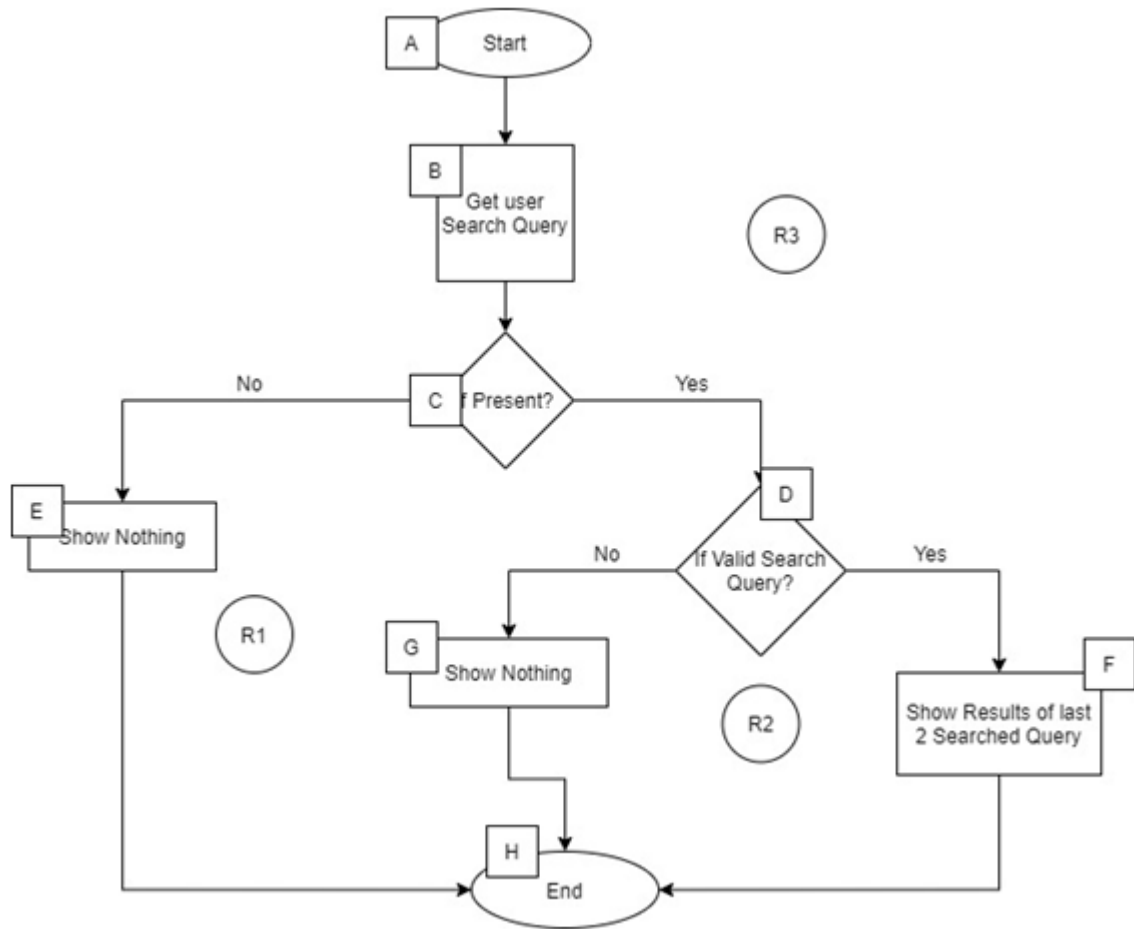 A
Start
B
Get user
Search Query
R3
No
C
f Present?
Yes
D
E
Show Nothing
No
If Valid Search
Query?
Yes
R1
G
Show Nothing
F
R2
Show Results of last
2 Searched Query
H
End